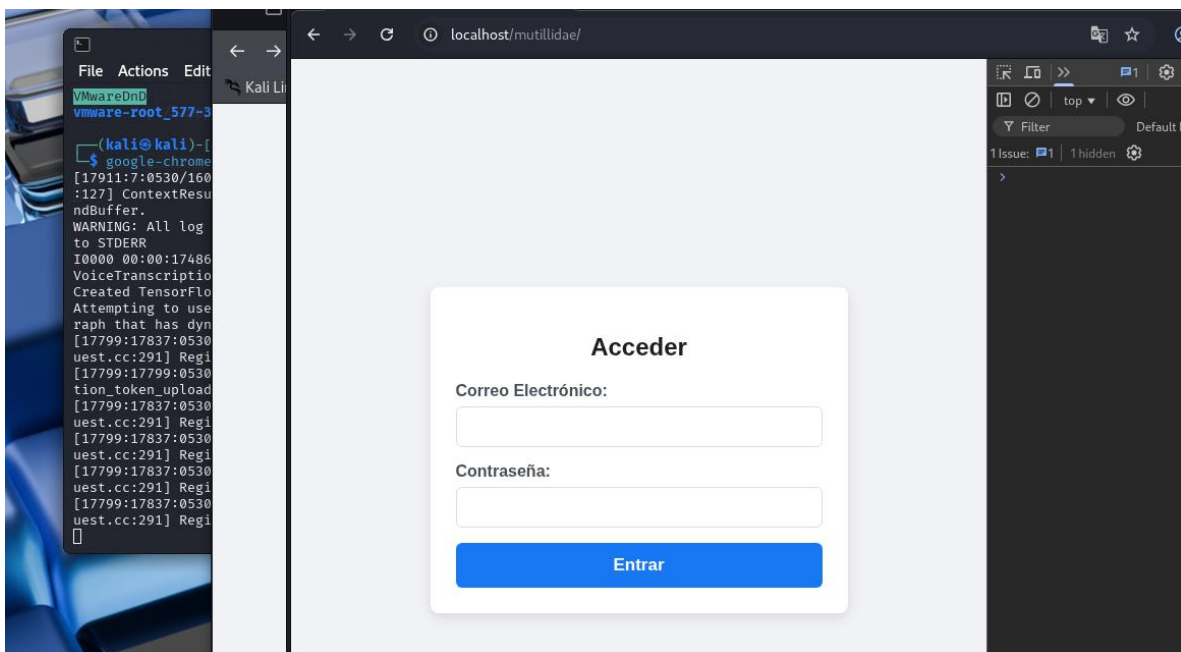 File Actions Edit
VMwareDnD
vmware-root_577-3
(kali㉿kali)-[
$ google-chrome
[17911:7:0530/160
:127] ContextResu
ndBuffer.
WARNING: All log
to STDERR
I0000 00:00:17486
VoiceTranscriptio
Created TensorFlo
Attempting to use
raph that has dyn
[17799:17837:0530
uest.cc:291] Regi
[17799:17799:0530
tion_token_upload
[17799:17837:0530
uest.cc:291] Regi
[17799:17837:0530
uest.cc:291] Regi
[17799:17837:0530
uest.cc:291] Regi
[17799:17837:0530
uest.cc:291] Regi
Kali Li
localhost/mutillidae/
Acceder
Correo Electrónico:
Contraseña:
Entrar
1
top
Filter Default
1 Issue: 1 1 hidden